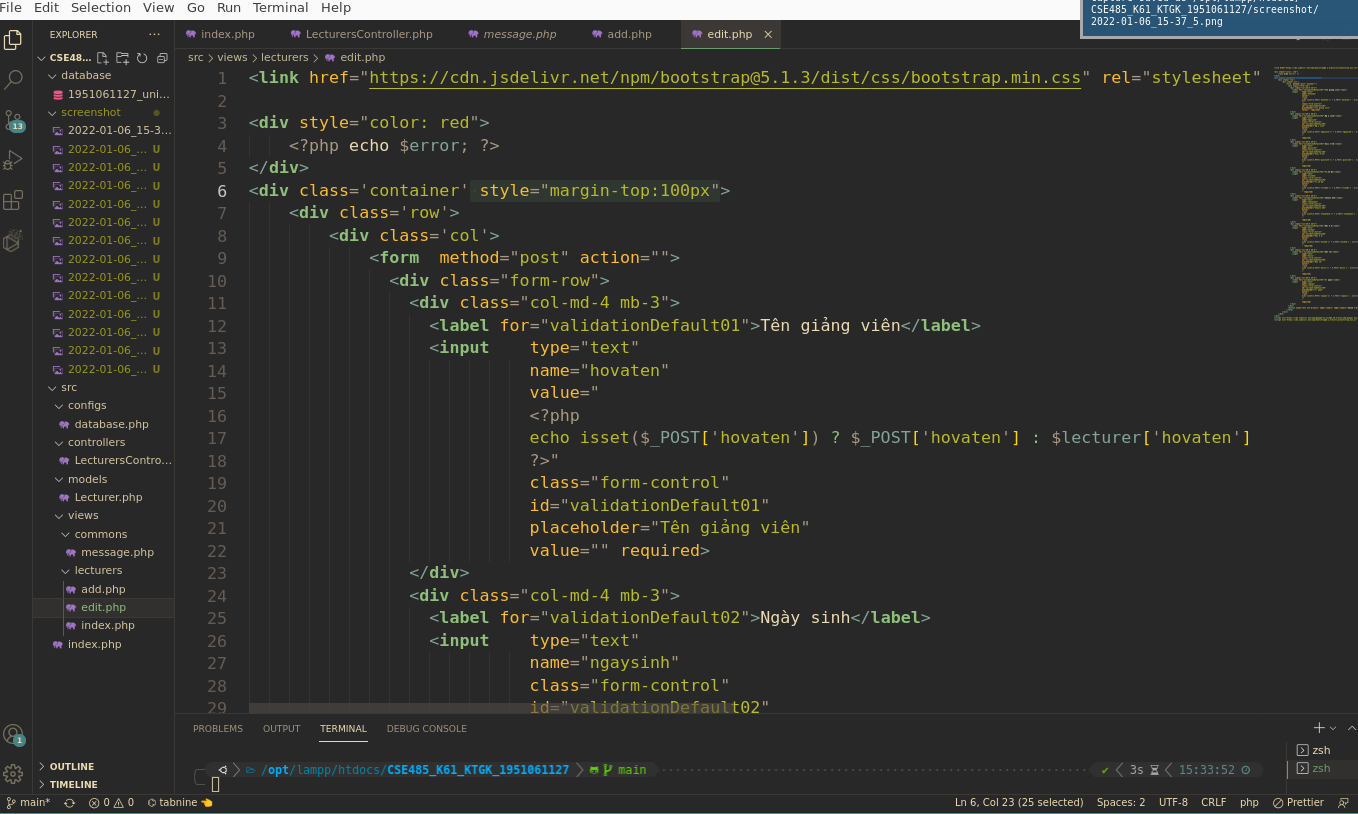 File Edit Selection View Go Run Terminal Help
CSE485_K61_KTGK_1951061127/screenshot/
2022-01-06_15-37_5.png
EXPLORER ···
index.php LecturersController.php message.php add.php edit.php ×
CSE48...
src > views > lecturers > edit.php
database
1951061127_uni...
screenshot
2022-01-06_15-3...
2022-01-06_... U
2022-01-06_... U
2022-01-06_... U
2022-01-06_... U
2022-01-06_... U
2022-01-06_... U
2022-01-06_... U
2022-01-06_... U
2022-01-06_... U
2022-01-06_... U
2022-01-06_... U
2022-01-06_... U
2022-01-06_... U
src
configs
database.php
controllers
LecturersContro...
models
Lecturer.php
views
commons
message.php
lecturers
add.php
edit.php
index.php
index.php
OUTLINE
TIMELINE
13
1
1 <link href="https://cdn.jsdelivr.net/npm/bootstrap@5.1.3/dist/css/bootstrap.min.css" rel="stylesheet"
2
3 <div style="color: red">
4 <?php echo $error; ?>
5 </div>
6 <div class='container' style="margin-top:100px">
7 <div class='row'>
8 <div class='col'>
9 <form  method="post" action="">
10 <div class="form-row">
11 <div class="col-md-4 mb-3">
12 <label for="validationDefault01">Tên giảng viên</label>
13 <input    type="text"
14 name="hovaten"
15 value="
16 <?php
17 echo isset($_POST['hovaten']) ? $_POST['hovaten'] : $lecturer['hovaten']
18 ?>"
19 class="form-control"
20 id="validationDefault01"
21 placeholder="Tên giảng viên"
22 value="" required>
23 </div>
24 <div class="col-md-4 mb-3">
25 <label for="validationDefault02">Ngày sinh</label>
26 <input    type="text"
27 name="ngaysinh"
28 class="form-control"
29 id="validationDefault02"
PROBLEMS OUTPUT TERMINAL DEBUG CONSOLE
/opt/lampp/htdocs/CSE485_K61_KTGK_1951061127 main ✔ 3s 15:33:52
zsh
zsh
main* 0 0 tabnine Ln 6, Col 23 (25 selected) Spaces: 2 UTF-8 CRLF php Prettier